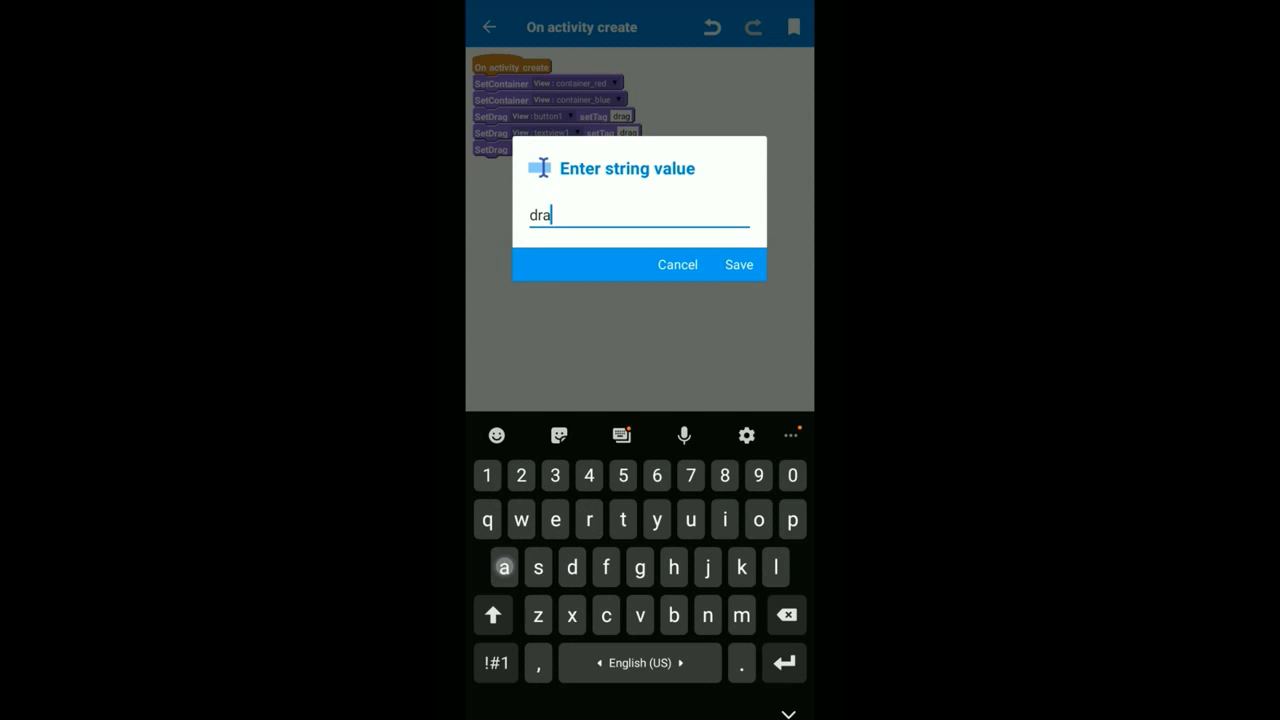 On activity create
On activity create
SetContainer View : container_red
SetContainer View : container_blue
SetDrag View : button1 setTag drag
SetDrag View : textview1 setTag drag
SetDrag
Enter string value
dra
Cancel Save
1 2 3 4 5 6 7 8 9 0
q w e r t y u i o p
a s d f g h j k l
z x c v b n m
!#1 , English (US) .